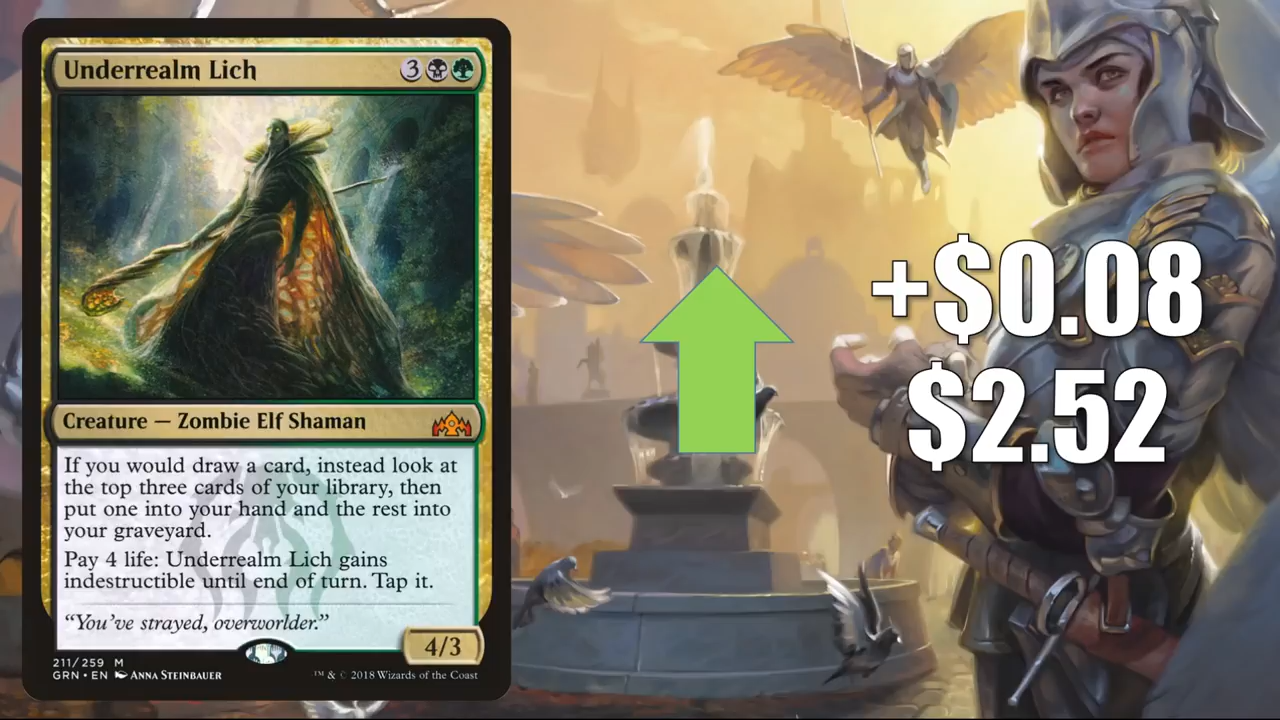 Underrealm Lich
3
Creature — Zombie Elf Shaman
If you would draw a card, instead look at
the top three cards of your library, then
put one into your hand and the rest into
your graveyard.
Pay 4 life: Underrealm Lich gains
indestructible until end of turn. Tap it.
“You’ve strayed, overworlder.”
4/3
211/259 M
GRN • EN ANNA STEINBAUER
™ & © 2018 Wizards of the Coast
+$0.08
$2.52